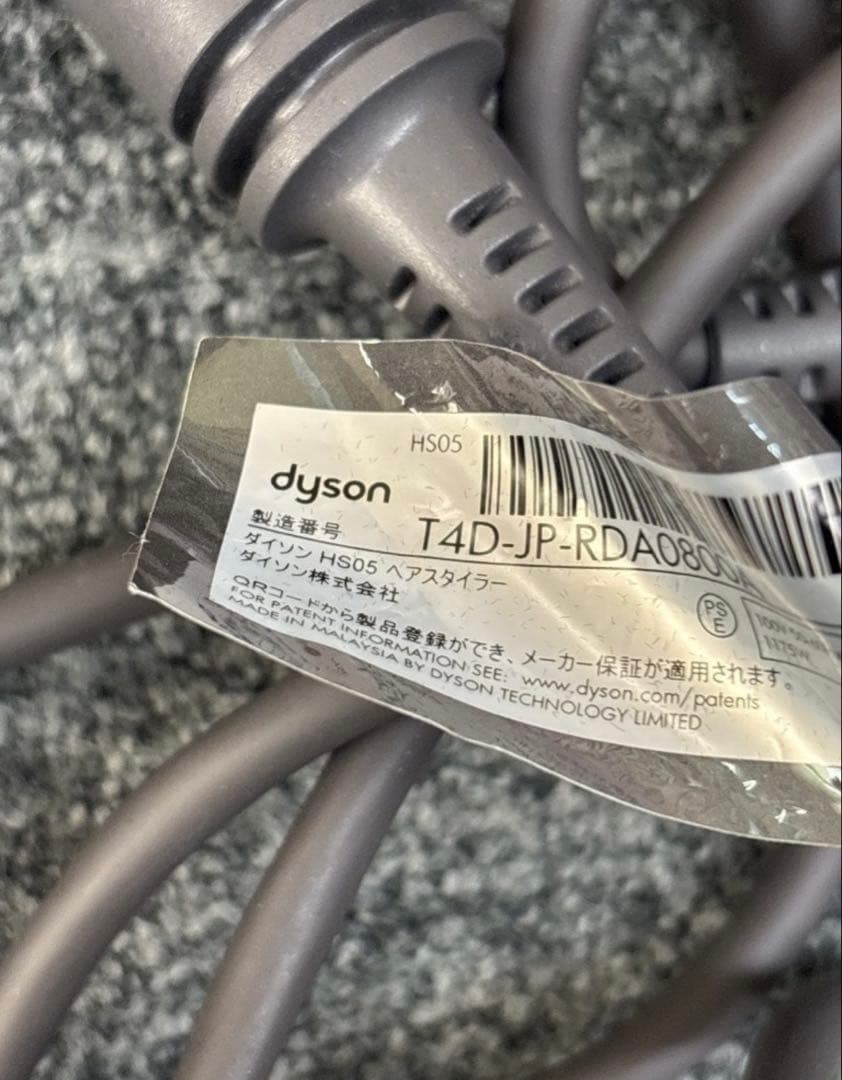 HS05
dyson
製造番号 T4D-JP-RDA0800
ダイソン HS05 ヘアスタイラー
ダイソン株式会社
PS
E
1175W
QRコードから製品登録ができ、メーカー保証が適用されます。
FOR PATENT INFORMATION SEE: www.dyson.com/patents
MADE IN MALAYSIA BY DYSON TECHNOLOGY LIMITED